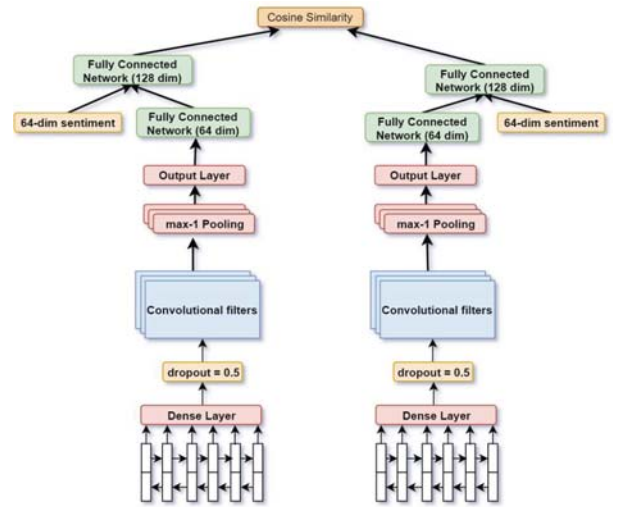 Cosine Similarity
Fully Connected
Network (128 dim)
Fully Connected
Network (128 dim)
64-dim sentiment
Fully Connected
Network (64 dim)
Fully Connected
Network (64 dim)
64-dim sentiment
Output Layer
Output Layer
max-1 Pooling
max-1 Pooling
Convolutional filters
Convolutional filters
dropout = 0.5
dropout = 0.5
Dense Layer
Dense Layer